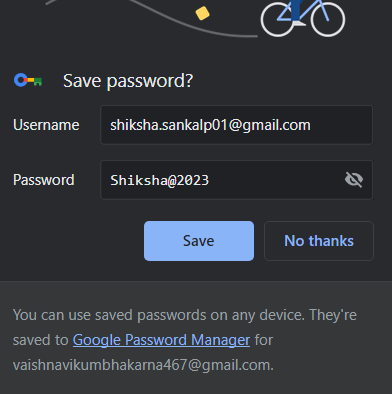 Save password?
Username shiksha.sankalp01@gmail.com
Password Shiksha@2023
Save No thanks
You can use saved passwords on any device. They're
saved to Google Password Manager for
vaishnavikumbhakarna467@gmail.com.